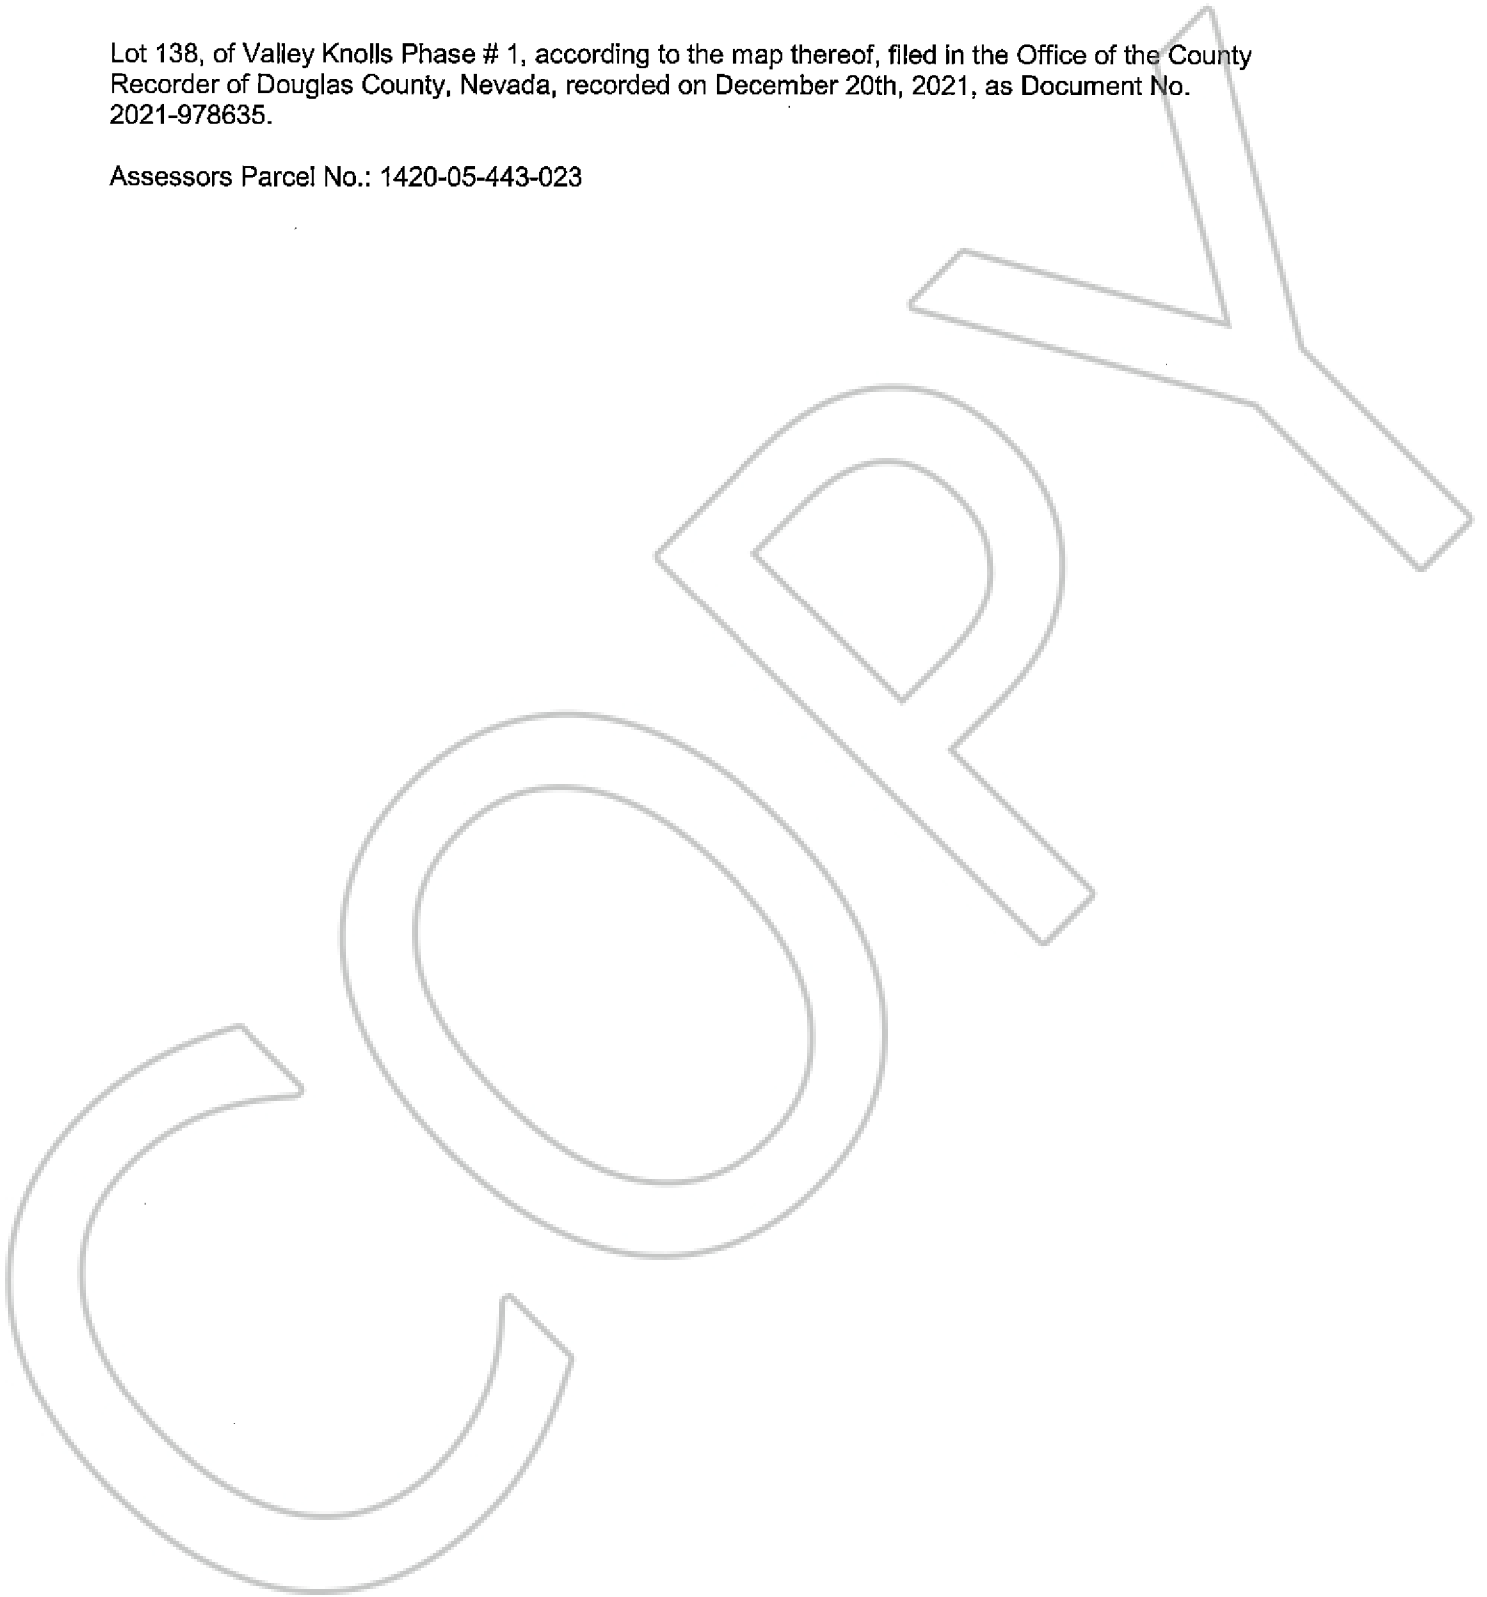 Lot 138, of Valley Knolls Phase # 1, according to the map thereof, filed in the Office of the County
Recorder of Douglas County, Nevada, recorded on December 20th, 2021, as Document No.
2021-978635.
Assessors Parcel No.: 1420-05-443-023
COPY